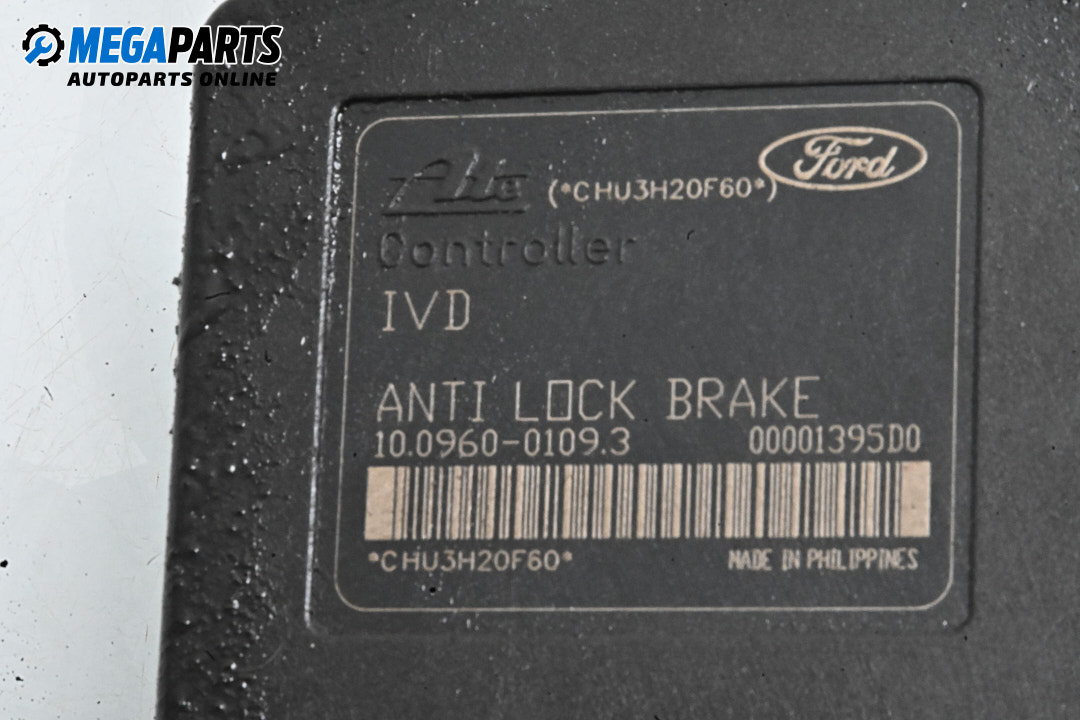 MEGAPARTS
AUTOPARTS ONLINE
Ford
Ate (*CHU3H20F60*)
Controller
IVD
ANTI LOCK BRAKE
10.0960-0109.3 00001395D0
*CHU3H20F60* MADE IN PHILIPPINES